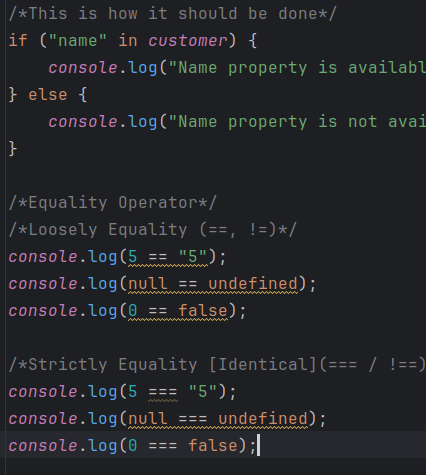 /*This is how it should be done*/
if ("name" in customer) {
    console.log("Name property is availabl
} else {
    console.log("Name property is not avai
}

/*Equality Operator*/
/*Loosely Equality (==, !=)*/
console.log(5 == "5");
console.log(null == undefined);
console.log(0 == false);

/*Strictly Equality [Identical](=== / !==)
console.log(5 === "5");
console.log(null === undefined);
console.log(0 === false);